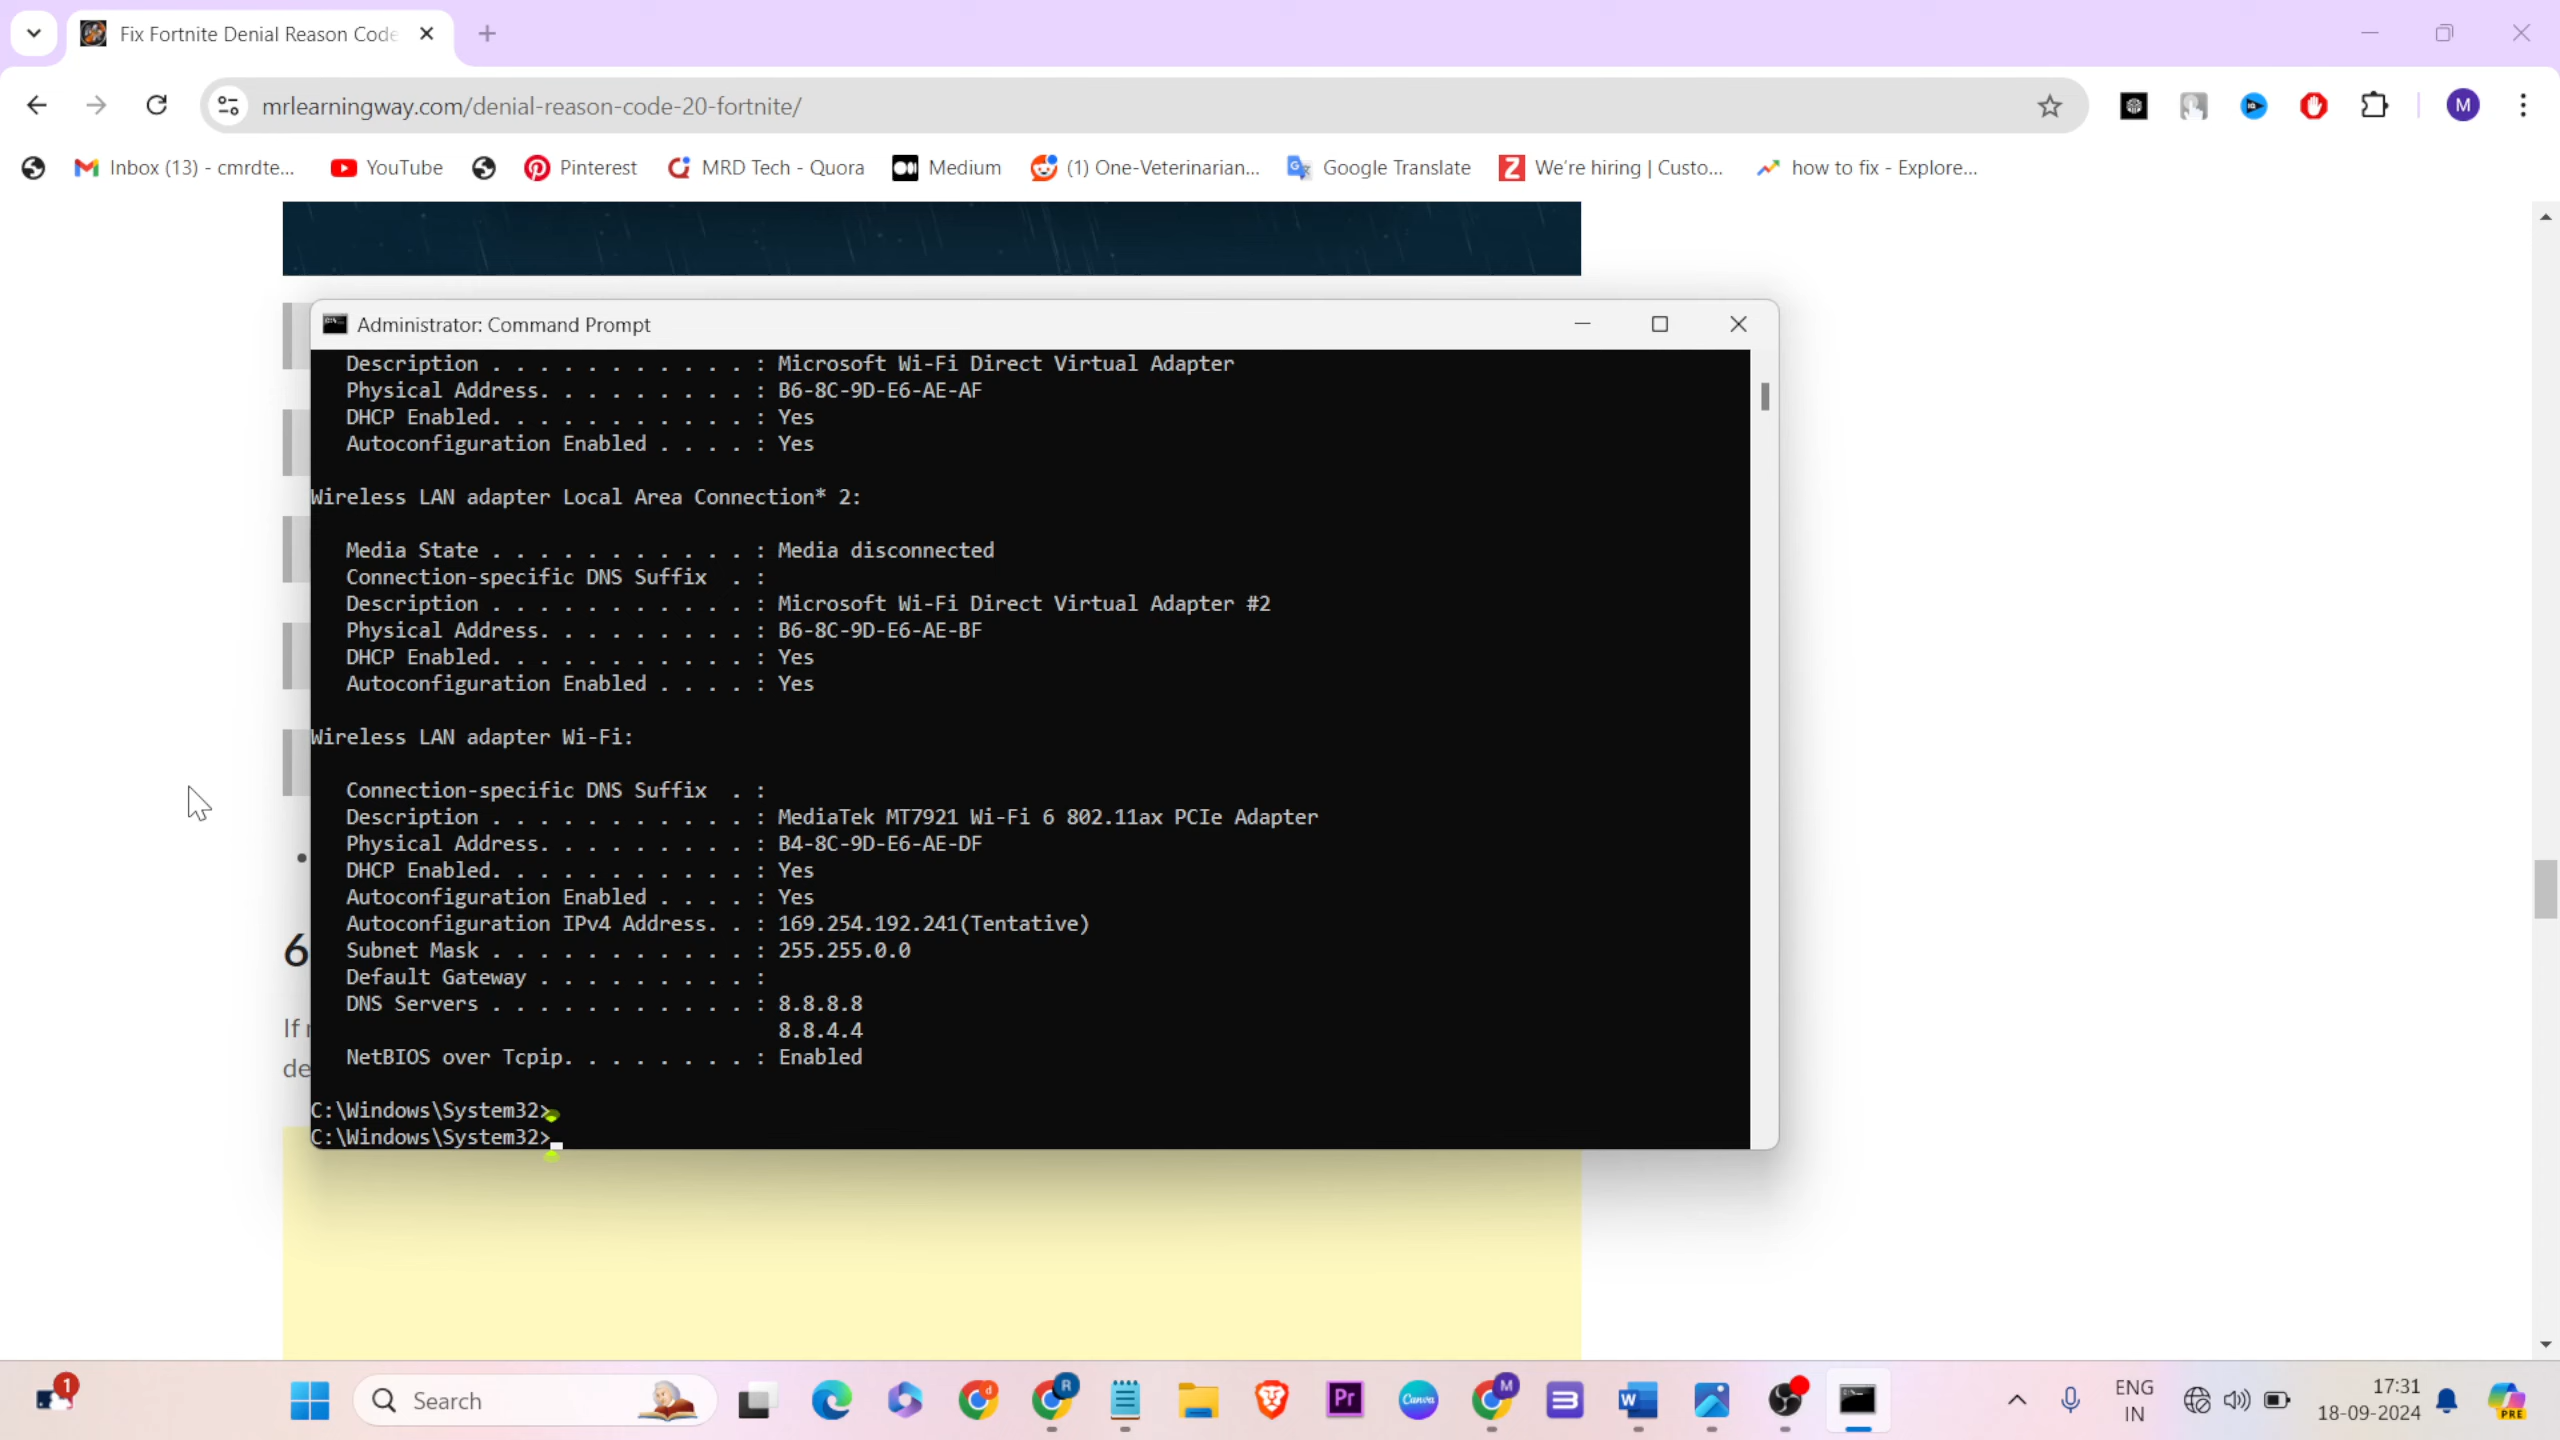 Fix Fortnite Denial Reason Code
mrlearningway.com/denial-reason-code-20-fortnite/
M
Inbox (13) - cmrdte...
YouTube
Pinterest
MRD Tech - Quora
Medium
(1) One-Veterinarian...
Google Translate
We're hiring | Custo...
how to fix - Explore...
Administrator: Command Prompt
Description . . . . . . . . . . . : Microsoft Wi-Fi Direct Virtual Adapter
Physical Address. . . . . . . . . : B6-8C-9D-E6-AE-AF
DHCP Enabled. . . . . . . . . . . : Yes
Autoconfiguration Enabled . . . . : Yes
Wireless LAN adapter Local Area Connection* 2:
Media State . . . . . . . . . . . : Media disconnected
Connection-specific DNS Suffix  . :
Description . . . . . . . . . . . : Microsoft Wi-Fi Direct Virtual Adapter #2
Physical Address. . . . . . . . . : B6-8C-9D-E6-AE-BF
DHCP Enabled. . . . . . . . . . . : Yes
Autoconfiguration Enabled . . . . : Yes
Wireless LAN adapter Wi-Fi:
Connection-specific DNS Suffix  . :
Description . . . . . . . . . . . : MediaTek MT7921 Wi-Fi 6 802.11ax PCIe Adapter
Physical Address. . . . . . . . . : B4-8C-9D-E6-AE-DF
DHCP Enabled. . . . . . . . . . . : Yes
Autoconfiguration Enabled . . . . : Yes
Autoconfiguration IPv4 Address. . : 169.254.192.241(Tentative)
Subnet Mask . . . . . . . . . . . : 255.255.0.0
Default Gateway . . . . . . . . . :
DNS Servers . . . . . . . . . . . : 8.8.8.8
8.8.4.4
NetBIOS over Tcpip. . . . . . . . : Enabled
C:\Windows\System32>
C:\Windows\System32>
6
If
de
1
Search
d
R
Pr
Canva
M
ENG
IN
17:31
18-09-2024
PRE